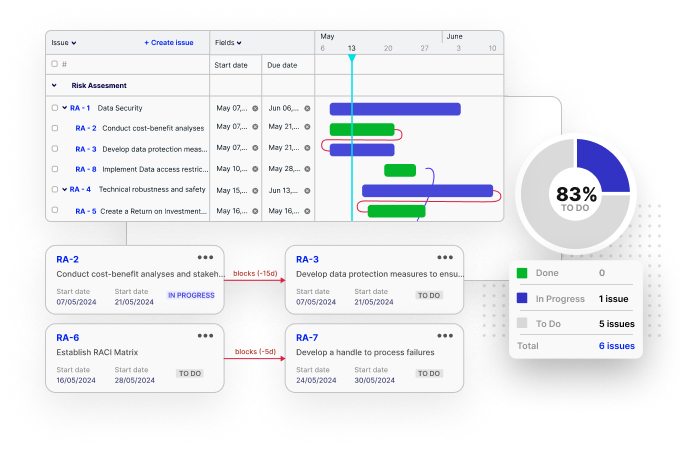 Issue + Create issue Fields May June
6 13 20 27 3 10
# Start date Due date
Risk Assesment
RA - 1 Data Security May 07,... Jun 06,...
RA - 2 Conduct cost-benefit analyses May 07,... May 21,...
RA - 3 Develop data protection meas... May 07,... May 21,...
RA - 8 Implement Data access restric... May 10,... May 28,...
RA - 4 Technical robustness and safety May 15,... Jun 13,...
RA - 5 Create a Return on Investment... May 16,... May 16,...
83%
TO DO
RA-2
Conduct cost-benefit analyses and stakeh...
Start date Start date
07/05/2024 21/05/2024 IN PROGRESS
blocks (-15d)
RA-3
Develop data protection measures to ensu...
Start date Start date
07/05/2024 21/05/2024 TO DO
Done 0
In Progress 1 issue
To Do 5 issues
Total 6 issues
RA-6
Establish RACI Matrix
Start date Start date
16/05/2024 28/05/2024 TO DO
blocks (-5d)
RA-7
Develop a handle to process failures
Start date Start date
24/05/2024 30/05/2024 TO DO